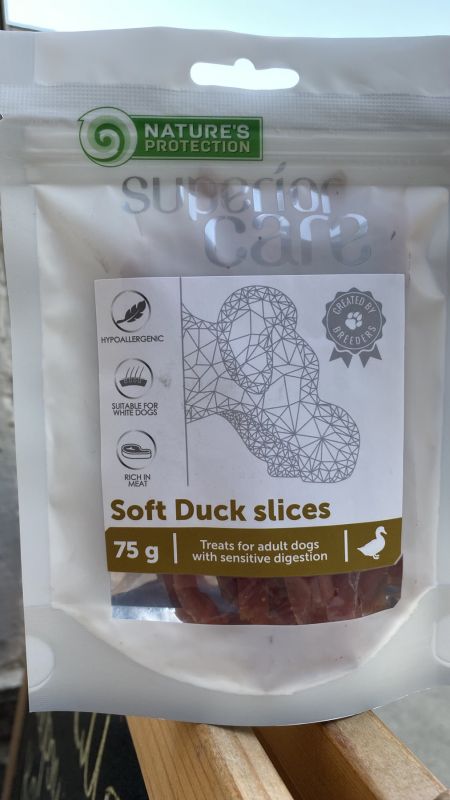 NATURE'S
PROTECTION
superior
care
HYPOALLERGENIC
SUITABLE FOR
WHITE DOGS
RICH IN
MEAT
CREATED BY
BREEDERS
Soft Duck slices
75 g
Treats for adult dogs
with sensitive digestion